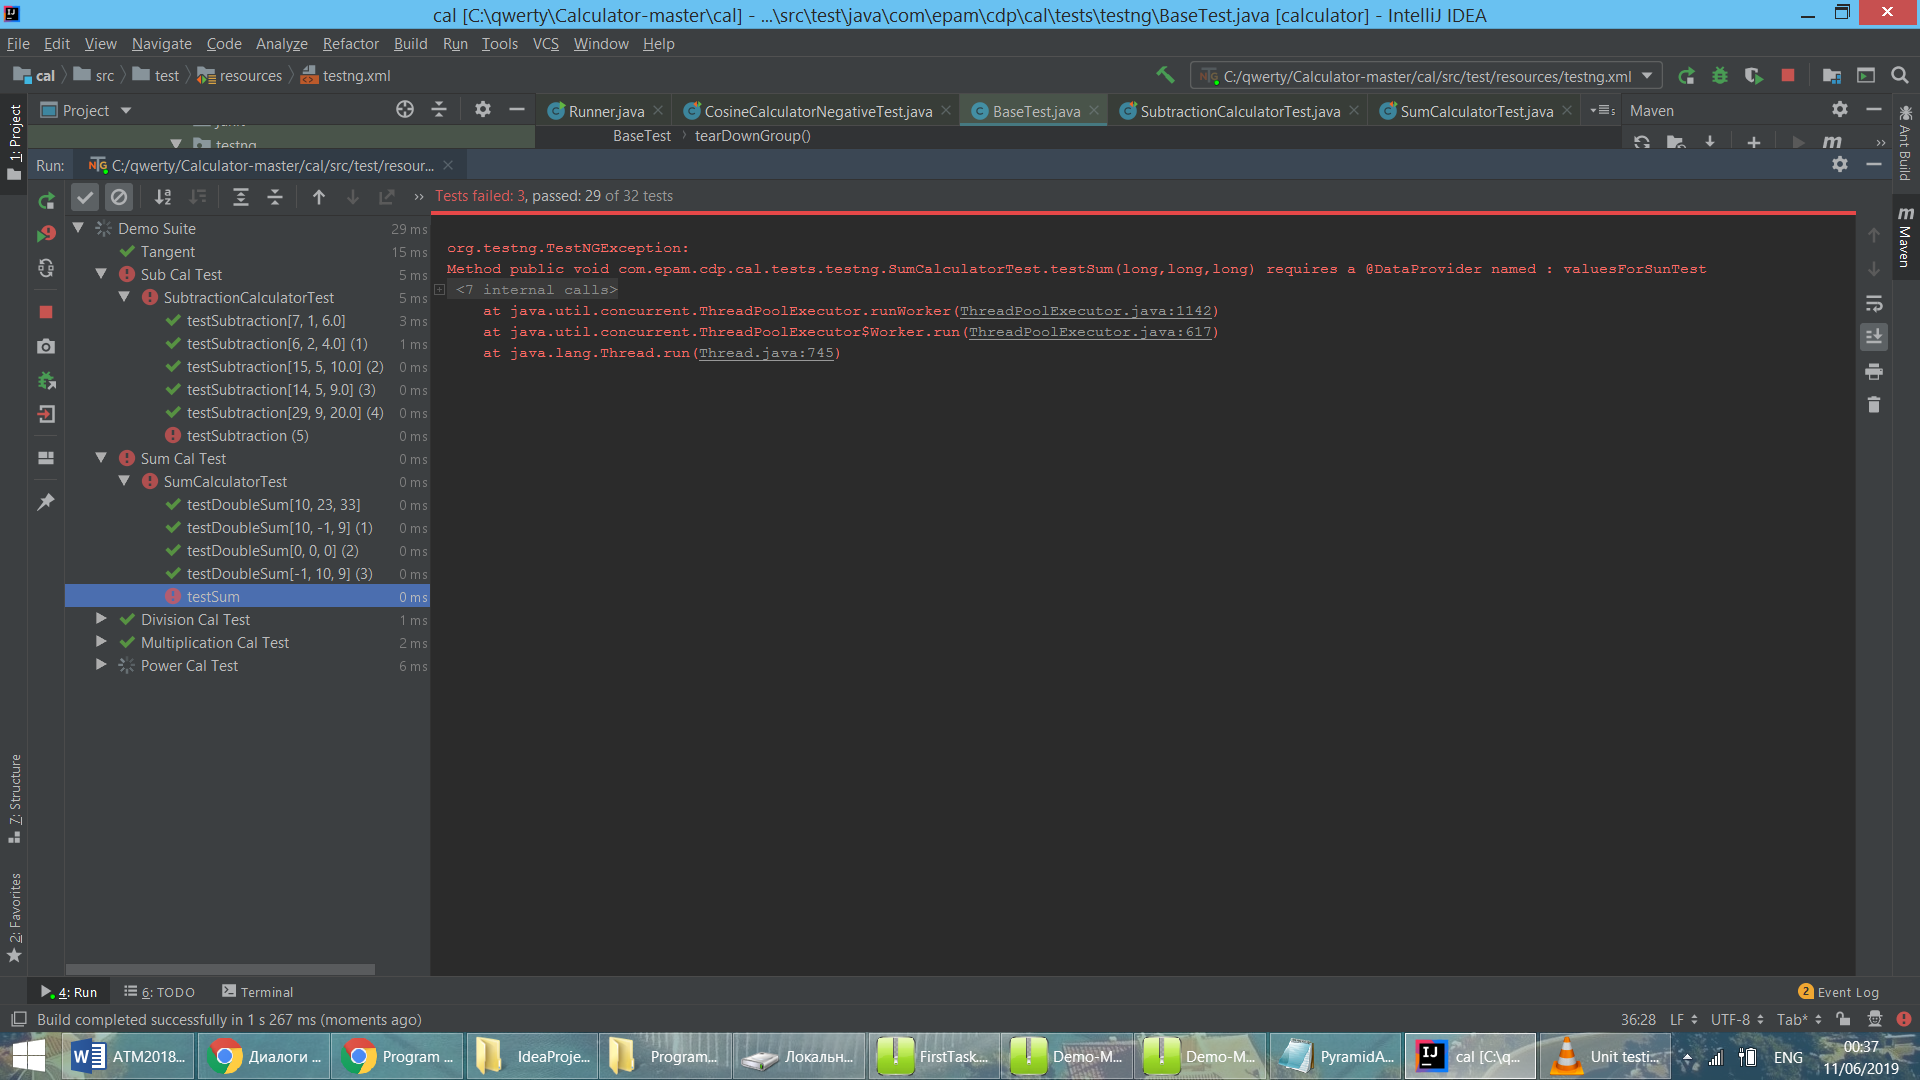 cal [C:\qwerty\Calculator-master\cal] - ...\src\test\java\com\epam\cdp\cal\tests\testng\BaseTest.java [calculator] - IntelliJ IDEA
File Edit View Navigate Code Analyze Refactor Build Run Tools VCS Window Help
cal src test resources testng.xml
C:/qwerty/Calculator-master/cal/src/test/resources/testng.xml
Project
Runner.java CosineCalculatorNegativeTest.java BaseTest.java SubtractionCalculatorTest.java SumCalculatorTest.java
Maven
testng
BaseTest tearDownGroup()
Run: C:/qwerty/Calculator-master/cal/src/test/resour...
Tests failed: 3, passed: 29 of 32 tests
Demo Suite 29 ms
Tangent 15 ms
Sub Cal Test 5 ms
SubtractionCalculatorTest 5 ms
testSubtraction[7, 1, 6.0] 3 ms
testSubtraction[6, 2, 4.0] (1) 1 ms
testSubtraction[15, 5, 10.0] (2) 0 ms
testSubtraction[14, 5, 9.0] (3) 0 ms
testSubtraction[29, 9, 20.0] (4) 0 ms
testSubtraction (5) 0 ms
Sum Cal Test 0 ms
SumCalculatorTest 0 ms
testDoubleSum[10, 23, 33] 0 ms
testDoubleSum[10, -1, 9] (1) 0 ms
testDoubleSum[0, 0, 0] (2) 0 ms
testDoubleSum[-1, 10, 9] (3) 0 ms
testSum 0 ms
Division Cal Test 1 ms
Multiplication Cal Test 2 ms
Power Cal Test 6 ms
org.testng.TestNGException:
Method public void com.epam.cdp.cal.tests.testng.SumCalculatorTest.testSum(long,long,long) requires a @DataProvider named : valuesForSunTest
<7 internal calls>
at java.util.concurrent.ThreadPoolExecutor.runWorker(ThreadPoolExecutor.java:1142)
at java.util.concurrent.ThreadPoolExecutor$Worker.run(ThreadPoolExecutor.java:617)
at java.lang.Thread.run(Thread.java:745)
1: Project
7: Structure
2: Favorites
Ant Build
m Maven
4: Run 6: TODO Terminal
2 Event Log
Build completed successfully in 1 s 267 ms (moments ago)
36:28 LF UTF-8 Tab*
ATM2018... Диалоги ... Program ... IdeaProje... Program... Локальн... FirstTask.... Demo-M... Demo-M... PyramidA... cal [C:\q... Unit testi... ENG
00:37
11/06/2019